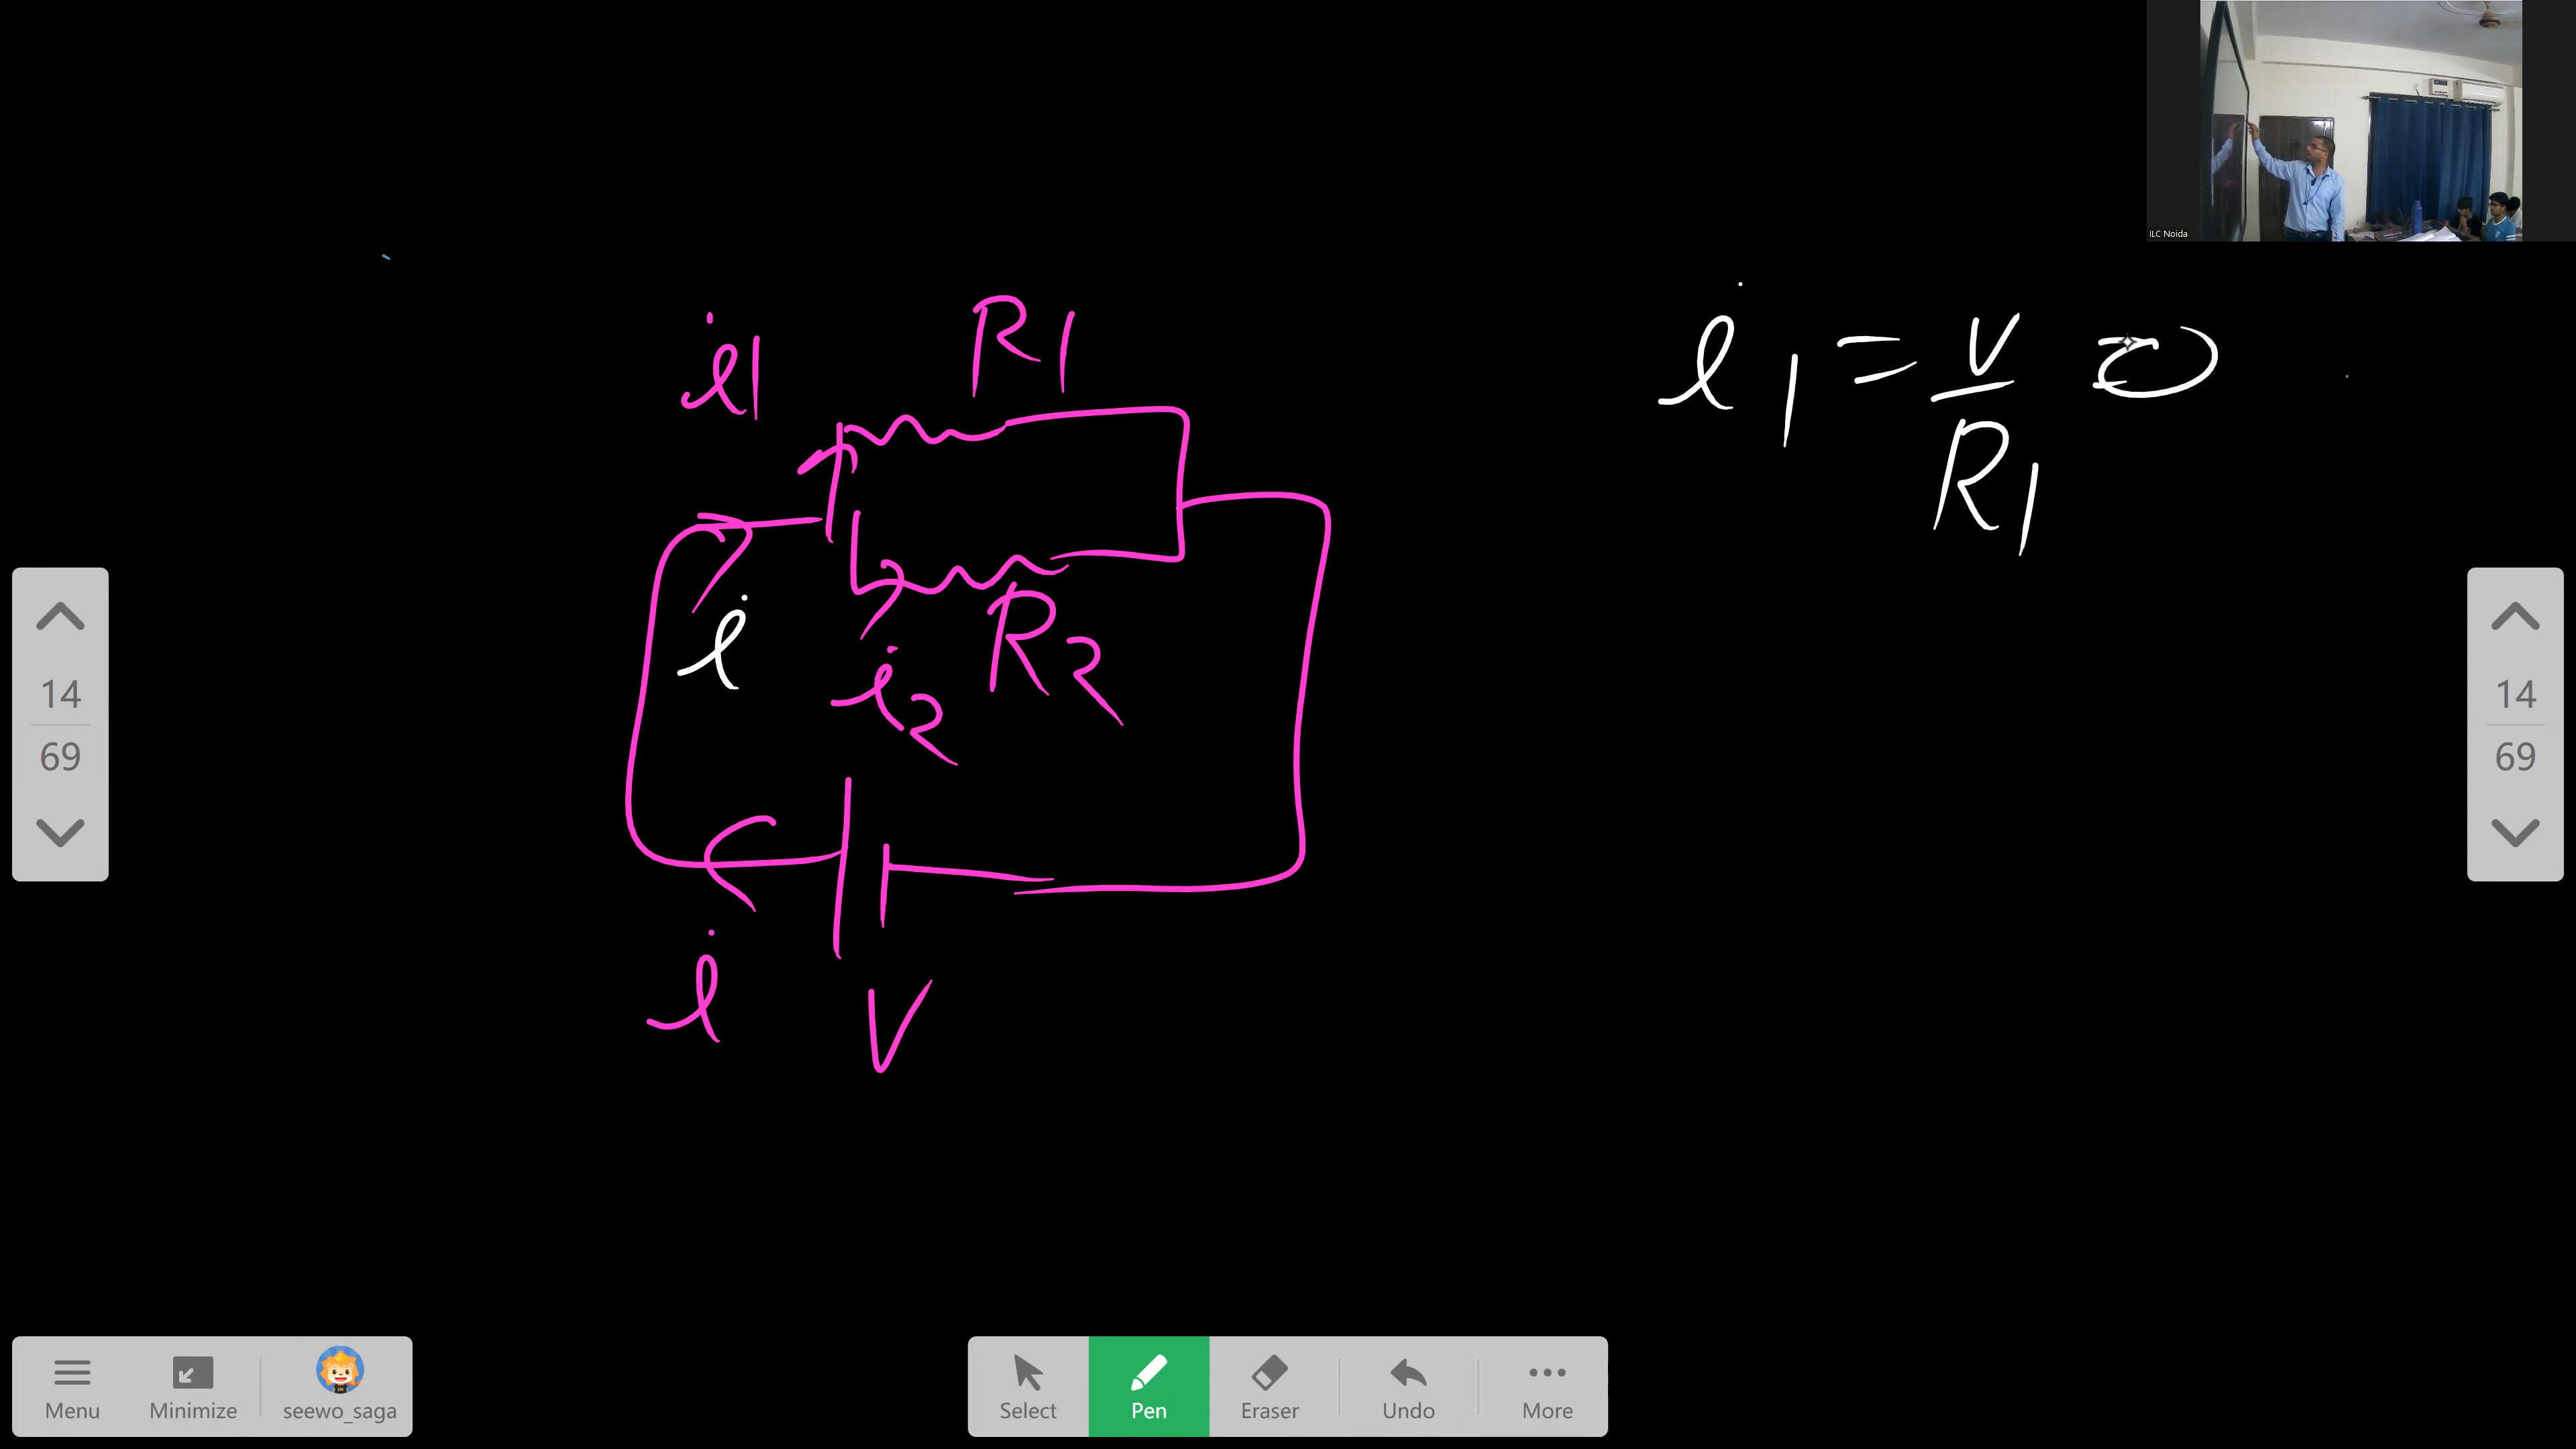 ILC Noida
i1
R1
i1 = V/R1
i
R2
i2
14
69
14
69
i
V
Menu
Minimize
seewo_saga
Select
Pen
Eraser
Undo
More